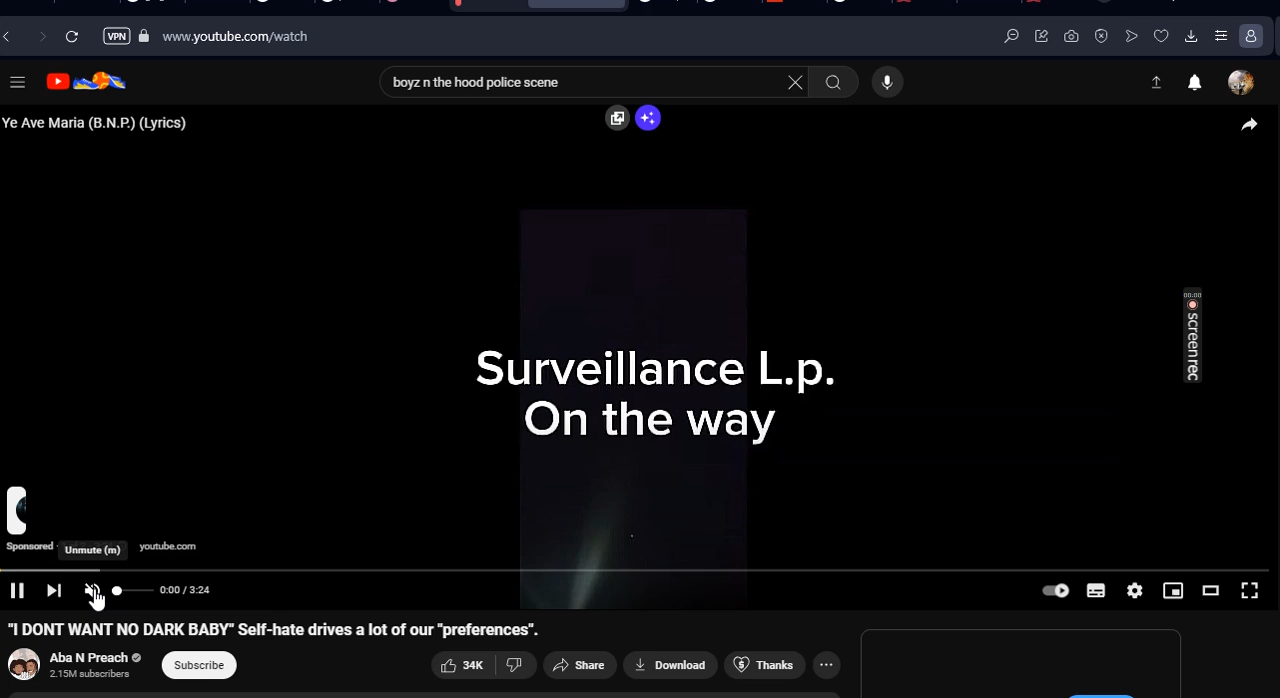 VPN
www.youtube.com/watch
boyz n the hood police scene
Ye Ave Maria (B.N.P.) (Lyrics)
Surveillance L.p.
On the way
00:00
screenrec
Sponsored ·
youtube.com
Unmute (m)
0:00 / 3:24
"I DONT WANT NO DARK BABY" Self-hate drives a lot of our "preferences".
Aba N Preach
2.15M subscribers
Subscribe
34K
Share
Download
Thanks